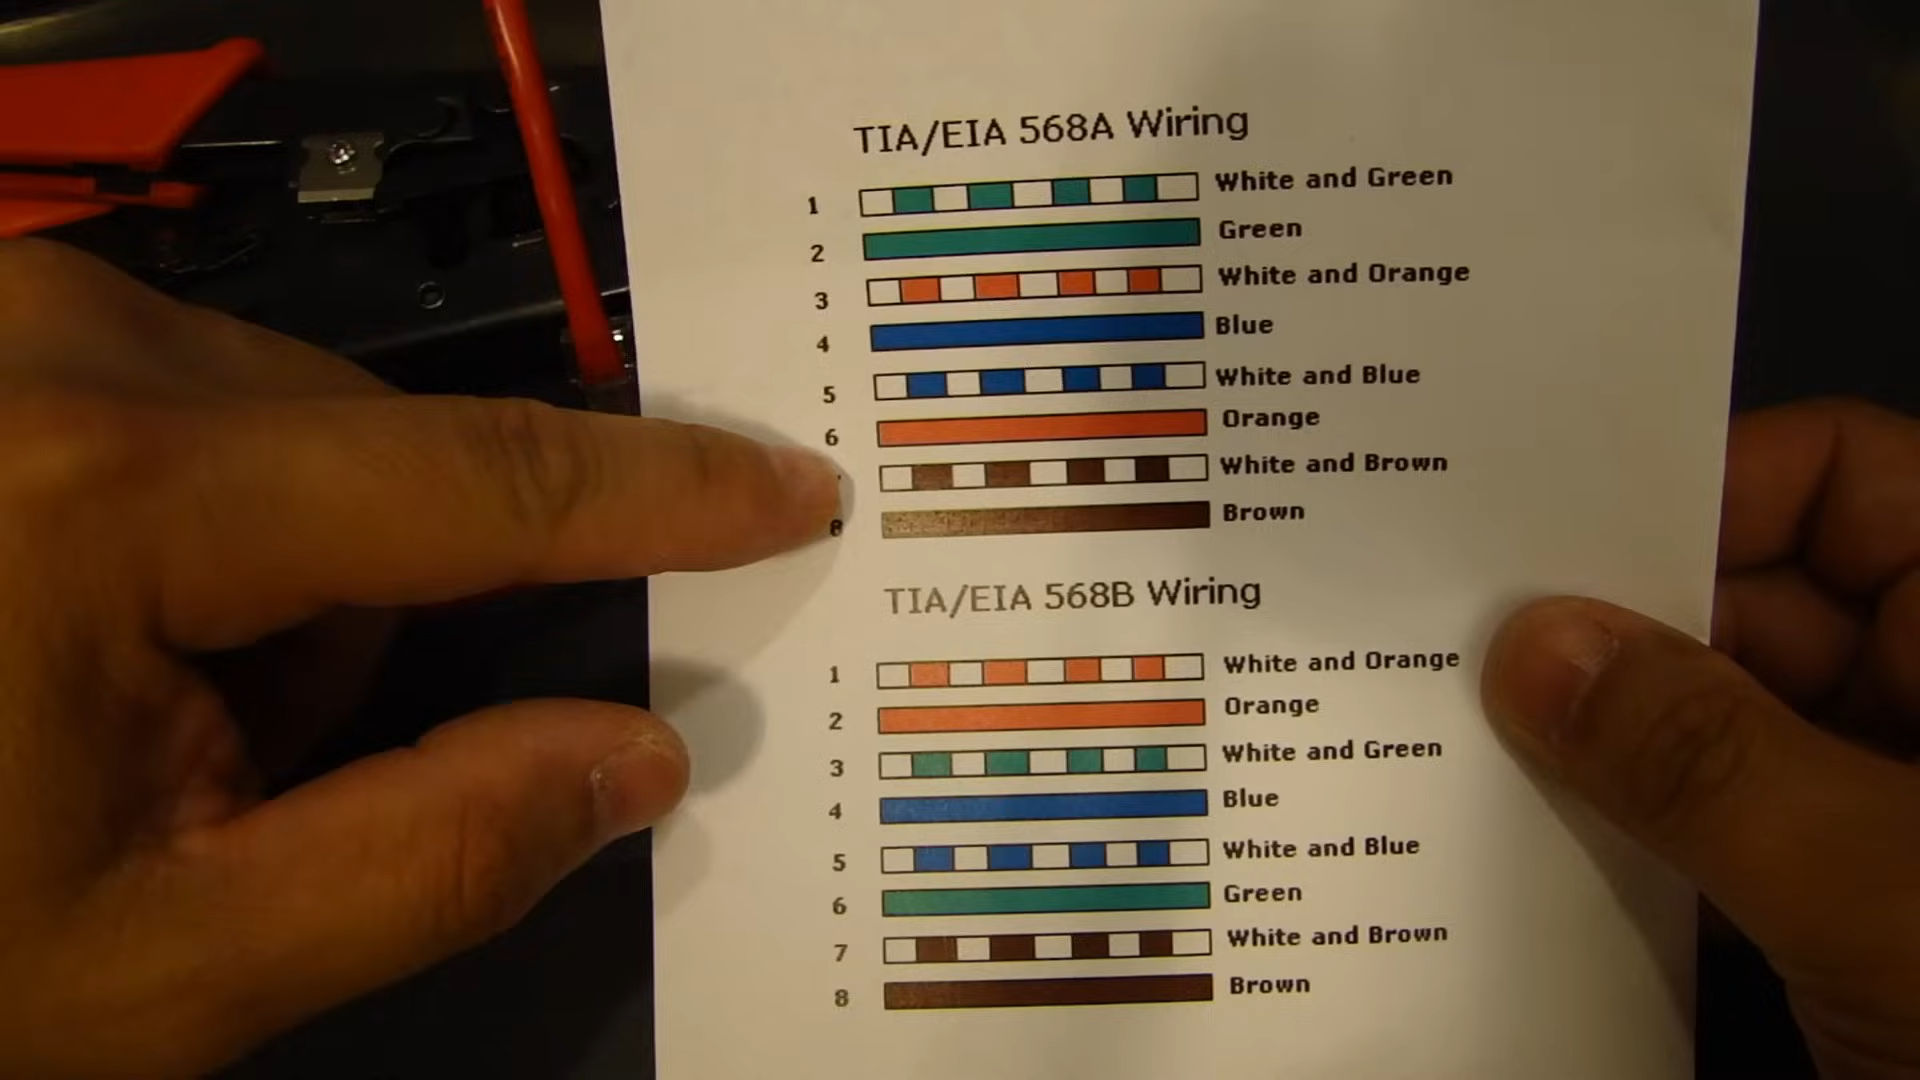 TIA/EIA 568A Wiring
1 White and Green
2 Green
3 White and Orange
4 Blue
5 White and Blue
6 Orange
White and Brown
8 Brown
TIA/EIA 568B Wiring
1 White and Orange
2 Orange
3 White and Green
4 Blue
5 White and Blue
6 Green
7 White and Brown
8 Brown